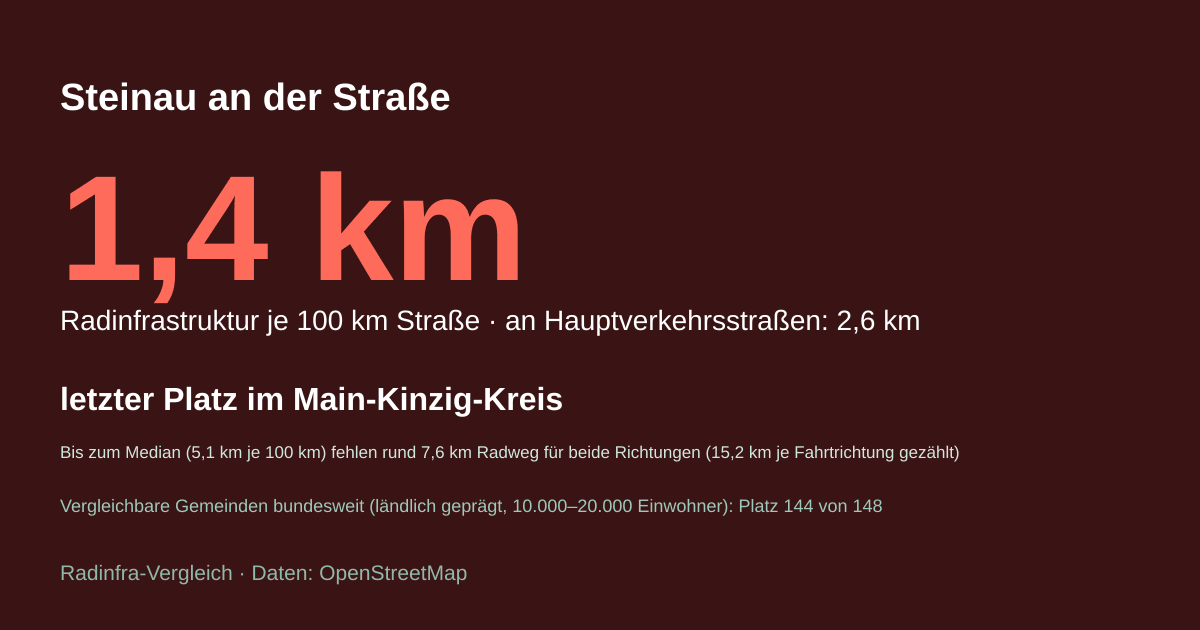 Steinau an der Straße
1,4 km
Radinfrastruktur je 100 km Straße · an Hauptverkehrsstraßen: 2,6 km
letzter Platz im Main-Kinzig-Kreis
Bis zum Median (5,1 km je 100 km) fehlen rund 7,6 km Radweg für beide Richtungen (15,2 km je Fahrtrichtung gezählt)
Vergleichbare Gemeinden bundesweit (ländlich geprägt, 10.000–20.000 Einwohner): Platz 144 von 148
Radinfra-Vergleich · Daten: OpenStreetMap